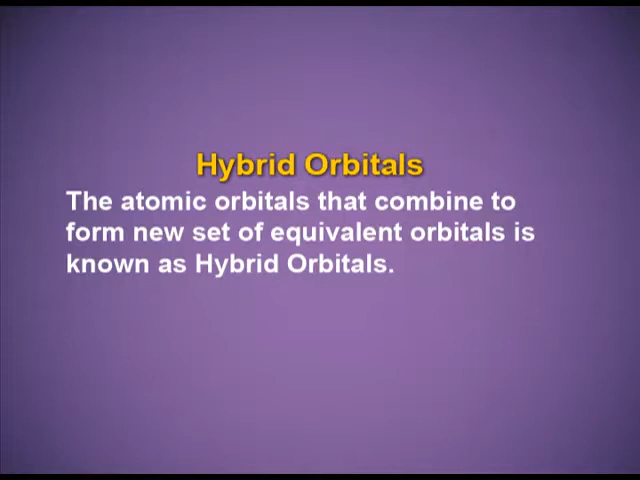 Hybrid Orbitals
The atomic orbitals that combine to
form new set of equivalent orbitals is
known as Hybrid Orbitals.